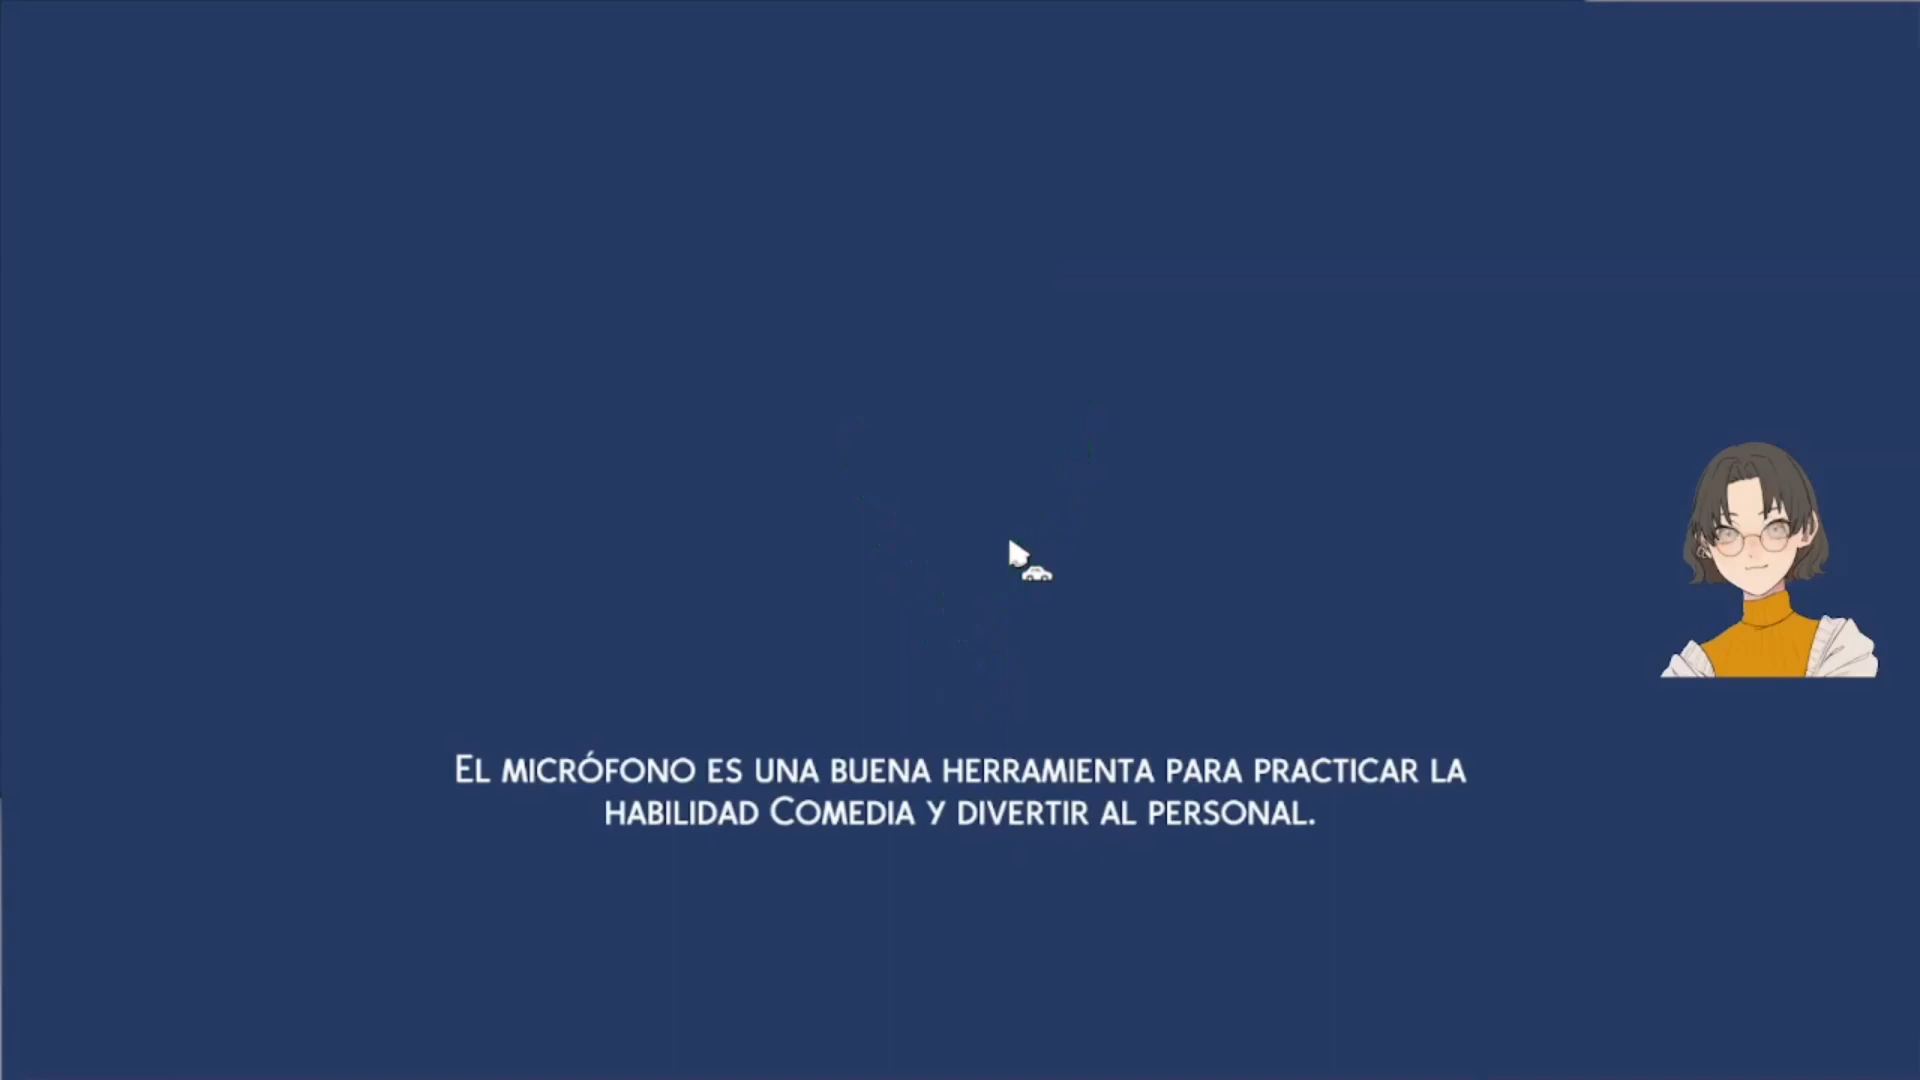 El micrófono es una buena herramienta para practicar la
habilidad Comedia y divertir al personal.